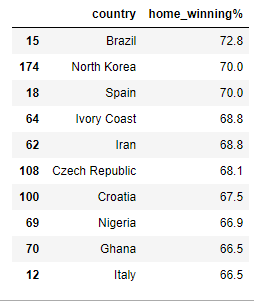 country home_winning%
15 Brazil 72.8
174 North Korea 70.0
18 Spain 70.0
64 Ivory Coast 68.8
62 Iran 68.8
108 Czech Republic 68.1
100 Croatia 67.5
69 Nigeria 66.9
70 Ghana 66.5
12 Italy 66.5